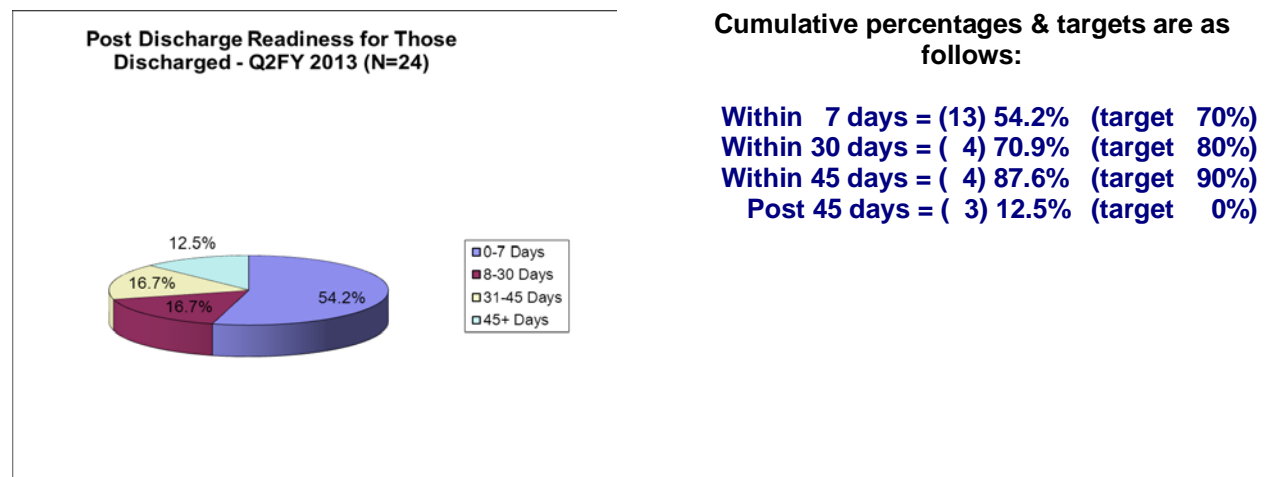 Post Discharge Readiness for Those
Discharged - Q2FY 2013 (N=24)
12.5%
16.7%
16.7%
54.2%
0-7 Days
8-30 Days
31-45 Days
45+ Days
Cumulative percentages & targets are as
follows:
Within 7 days = (13) 54.2% (target 70%)
Within 30 days = ( 4) 70.9% (target 80%)
Within 45 days = ( 4) 87.6% (target 90%)
Post 45 days = ( 3) 12.5% (target 0%)